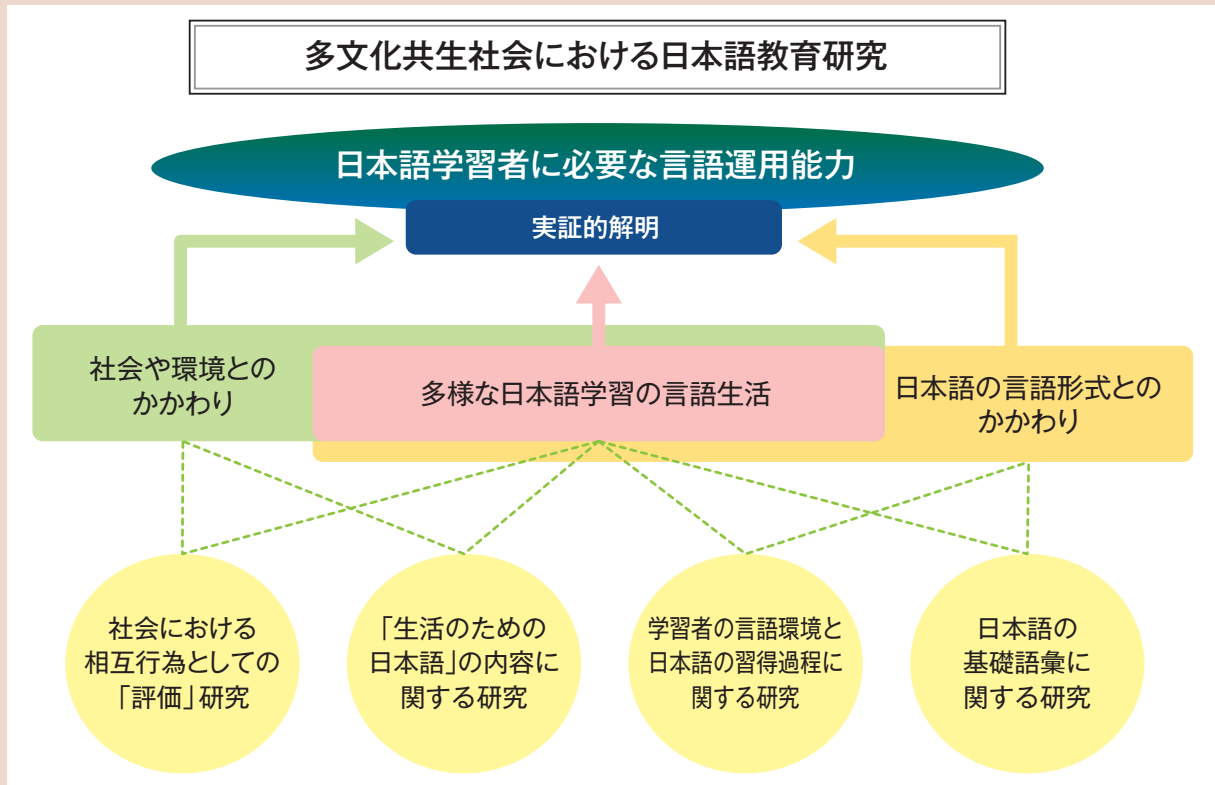 多文化共生社会における日本語教育研究
日本語学習者に必要な言語運用能力
実証的解明
社会や環境との
かかわり
多様な日本語学習の言語生活
日本語の言語形式との
かかわり
社会における
相互行為としての
「評価」研究
「生活のための
日本語」の内容に
関する研究
学習者の言語環境と
日本語の習得過程に
関する研究
日本語の
基礎語彙に
関する研究